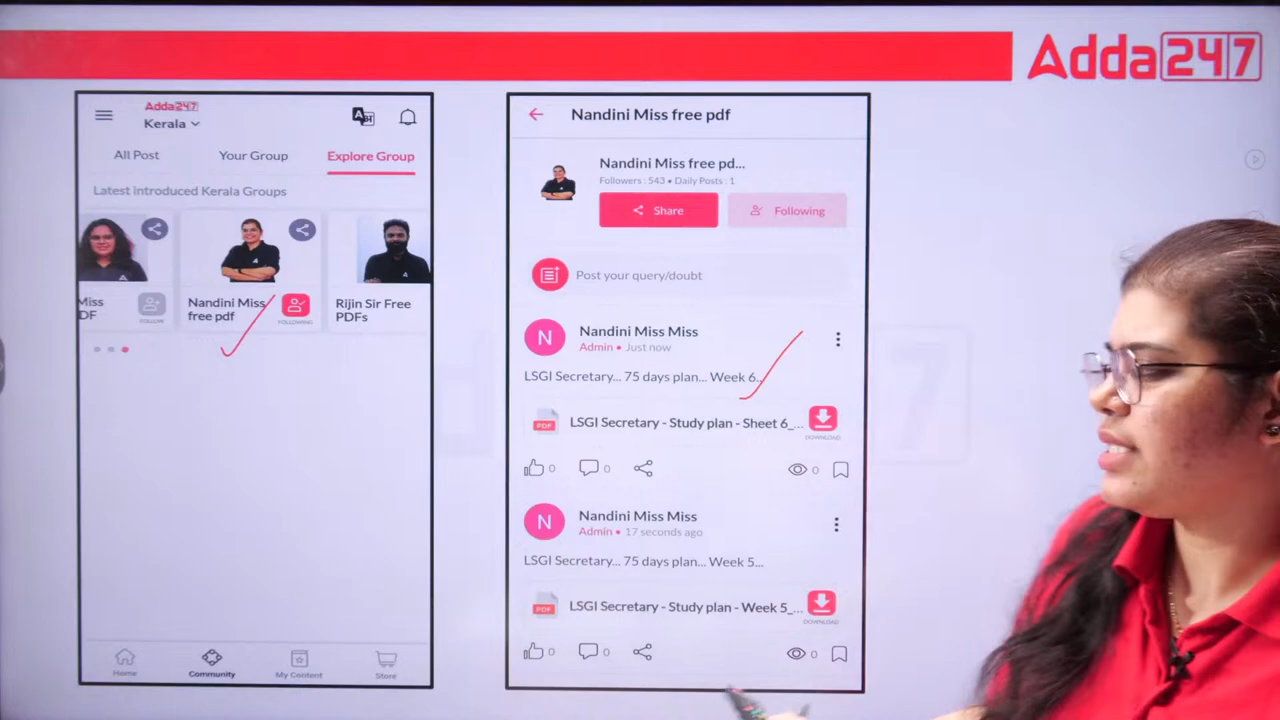 Adda247
Adda247
Kerala
All Post
Your Group
Explore Group
Latest introduced Kerala Groups
Miss
DF
FOLLOW
Nandini Miss
free pdf
FOLLOWING
Rijin Sir Free
PDFs
Home
Community
My Content
Store
Nandini Miss free pdf
Nandini Miss free pd...
Followers : 543 • Daily Posts : 1
Share
Following
Post your query/doubt
N
Nandini Miss Miss
Admin • Just now
LSGI Secretary... 75 days plan... Week 6...
PDF
LSGI Secretary - Study plan - Sheet 6_...
DOWNLOAD
0
0
0
N
Nandini Miss Miss
Admin • 17 seconds ago
LSGI Secretary... 75 days plan... Week 5...
PDF
LSGI Secretary - Study plan - Week 5_...
DOWNLOAD
0
0
0